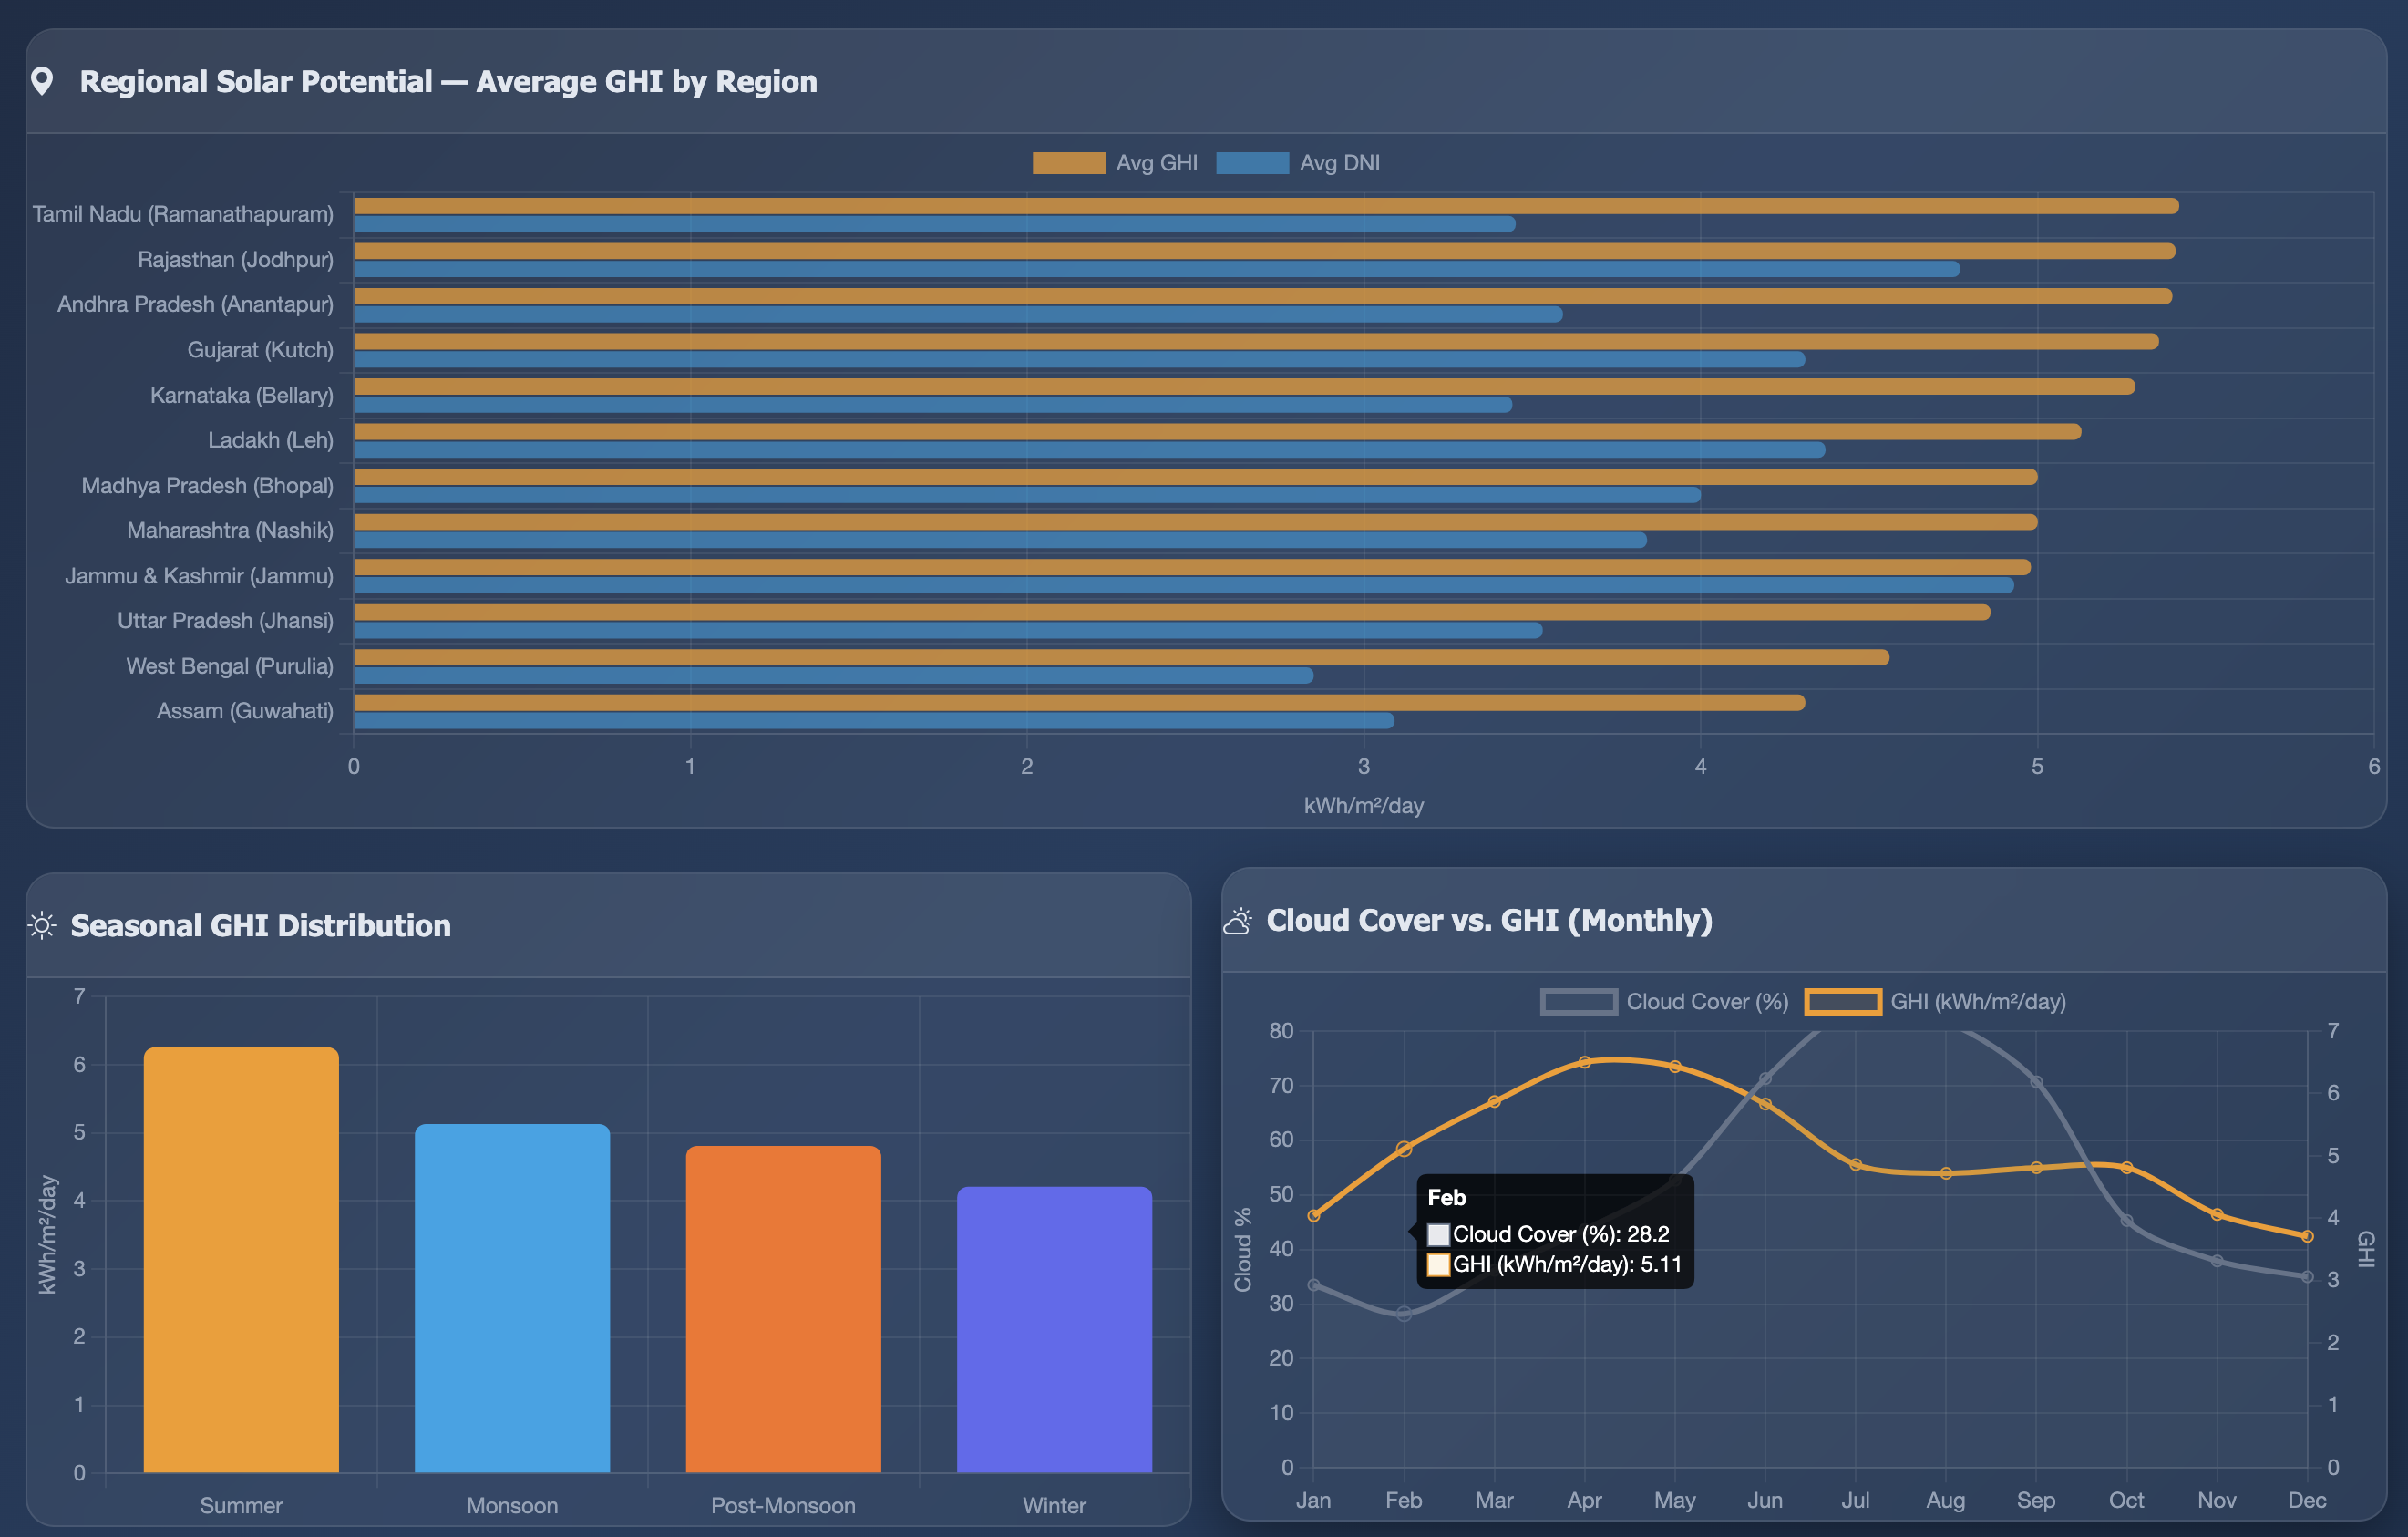 Regional Solar Potential — Average GHI by Region
Avg GHI Avg DNI
Tamil Nadu (Ramanathapuram)
Rajasthan (Jodhpur)
Andhra Pradesh (Anantapur)
Gujarat (Kutch)
Karnataka (Bellary)
Ladakh (Leh)
Madhya Pradesh (Bhopal)
Maharashtra (Nashik)
Jammu & Kashmir (Jammu)
Uttar Pradesh (Jhansi)
West Bengal (Purulia)
Assam (Guwahati)
0 1 2 3 4 5 6
kWh/m²/day
Seasonal GHI Distribution
7
6
5
4
3
2
1
0
kWh/m²/day
Summer Monsoon Post-Monsoon Winter
Cloud Cover vs. GHI (Monthly)
Cloud Cover (%) GHI (kWh/m²/day)
80
70
60
50
40
30
20
10
0
Cloud %
Feb
Cloud Cover (%): 28.2
GHI (kWh/m²/day): 5.11
7
6
5
4
3
2
1
0
GHI
Jan Feb Mar Apr May Jun Jul Aug Sep Oct Nov Dec